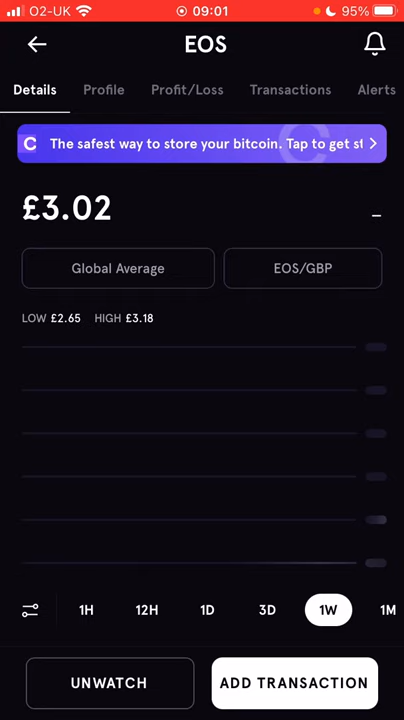 O2-UK 09:01 95%
EOS
Details Profile Profit/Loss Transactions Alerts
C The safest way to store your bitcoin. Tap to get st
£3.02 –
Global Average EOS/GBP
LOW £2.65 HIGH £3.18
1H 12H 1D 3D 1W 1M
UNWATCH ADD TRANSACTION